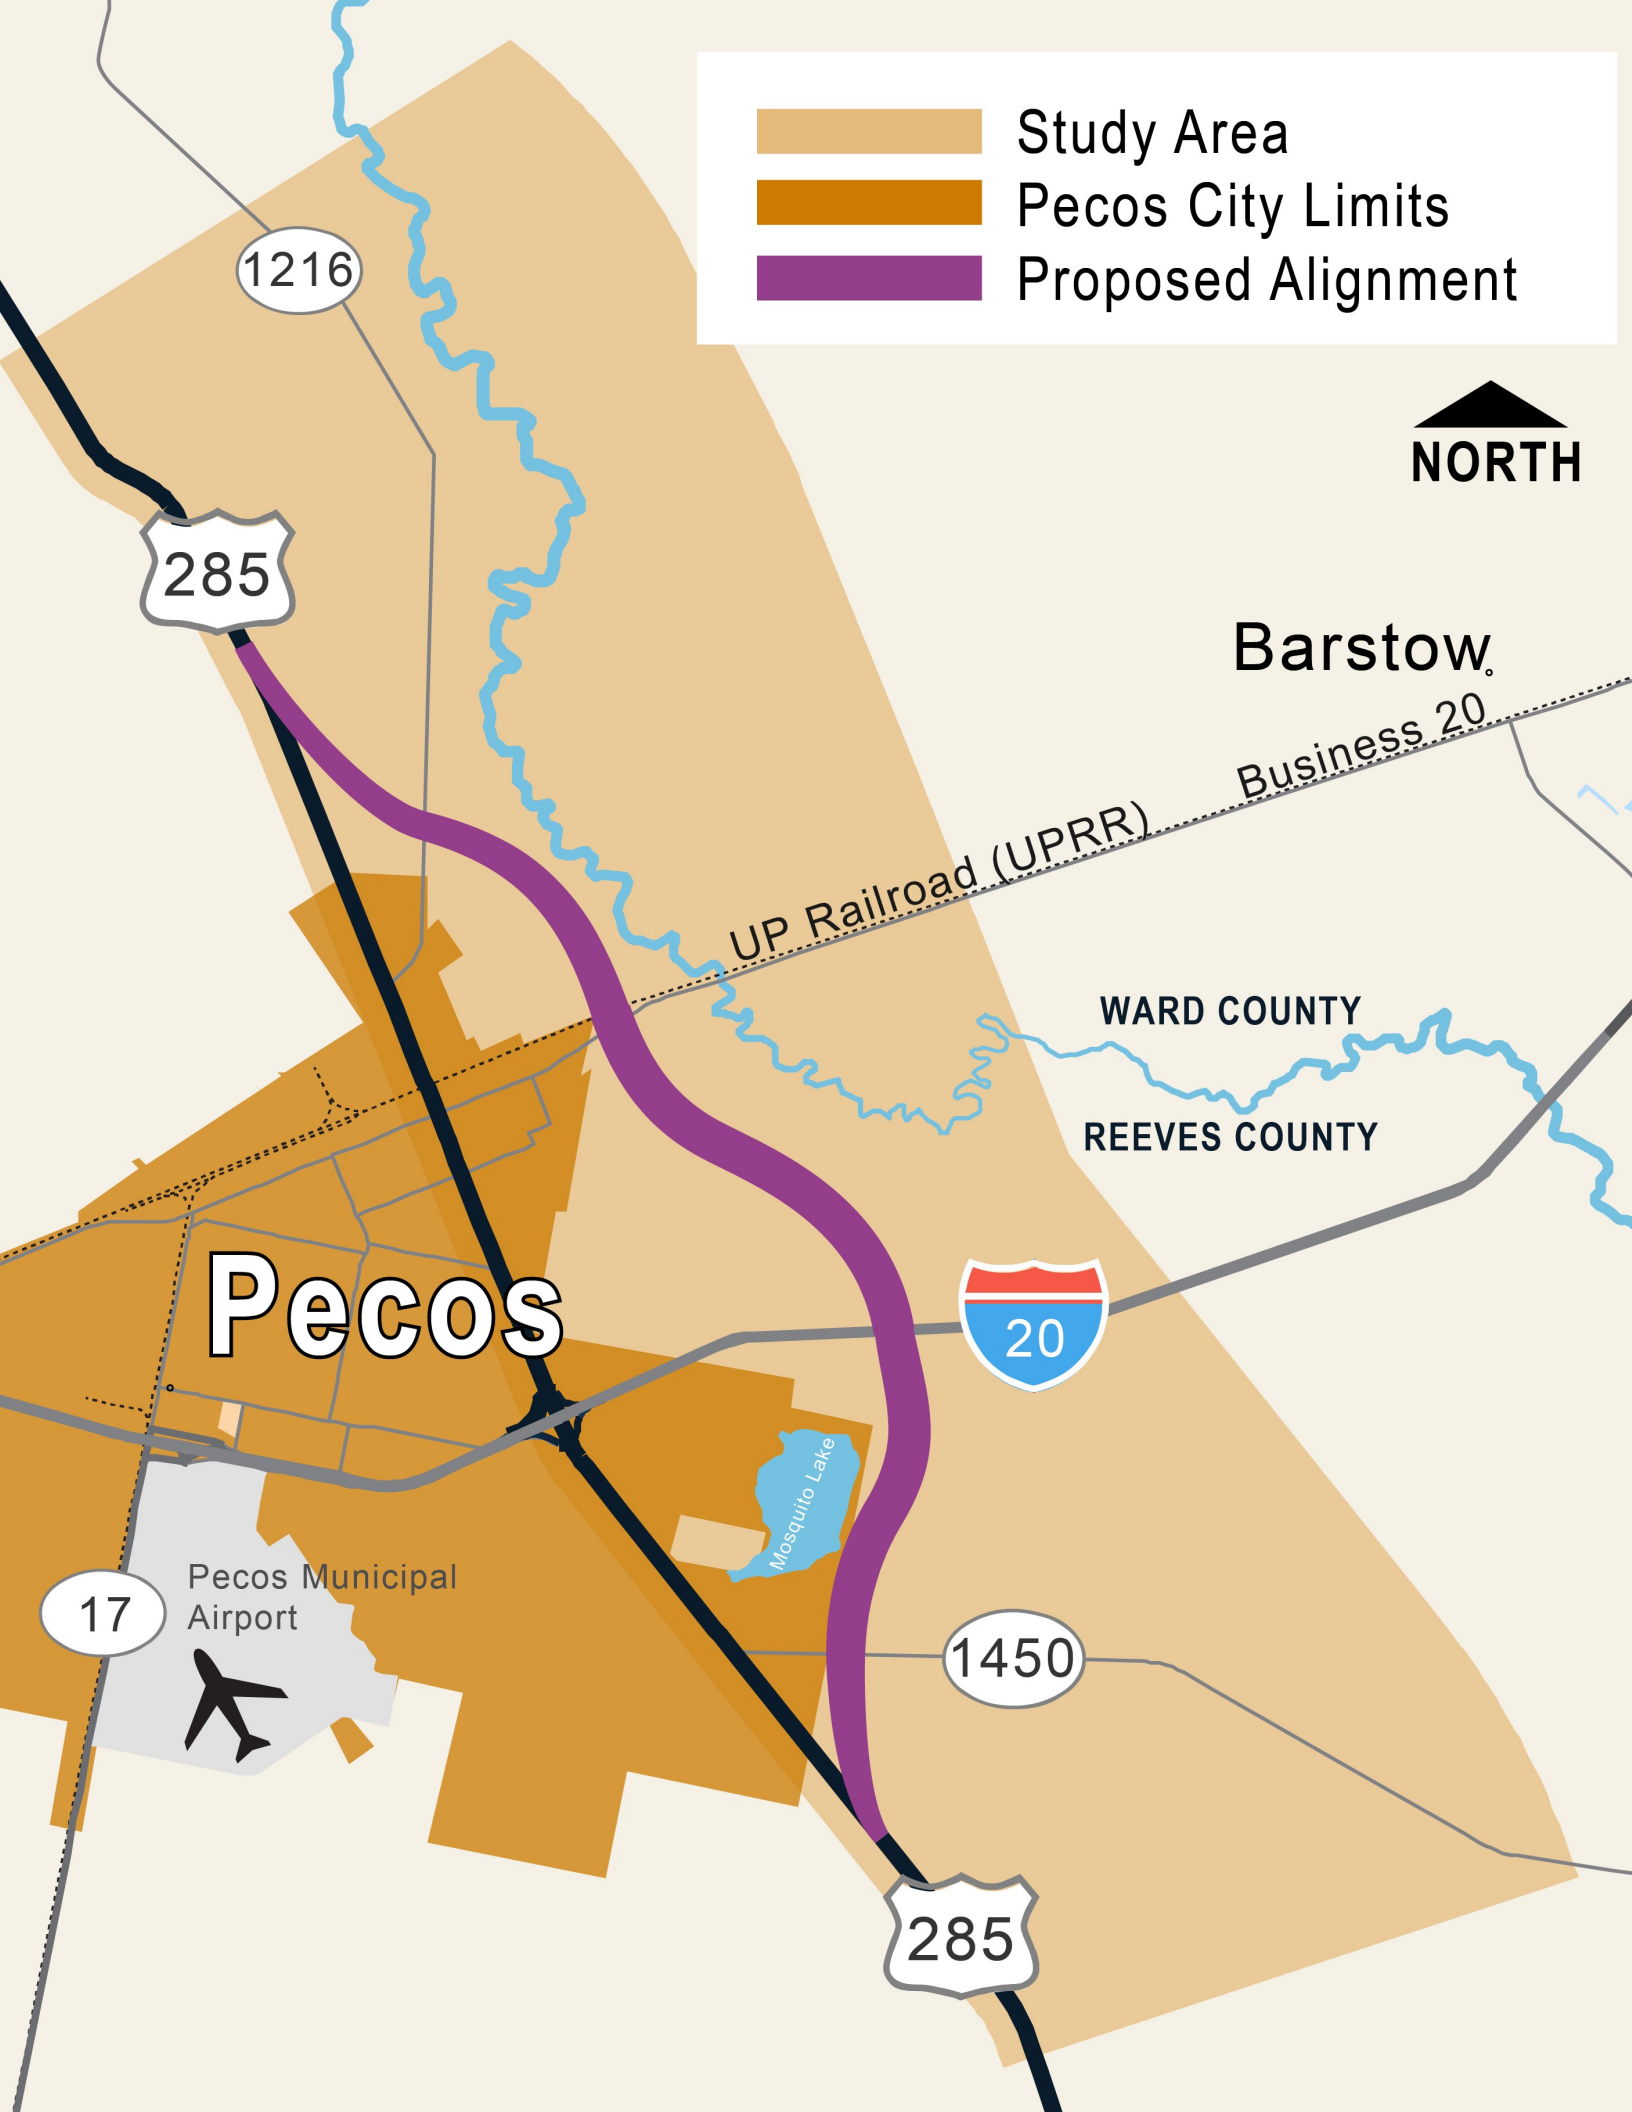 Study Area
Pecos City Limits
Proposed Alignment
1216
NORTH
285
Barstow
Business 20
UP Railroad (UPRR)
WARD COUNTY
REEVES COUNTY
Pecos
20
Mosquito Lake
Pecos Municipal
Airport
17
1450
285